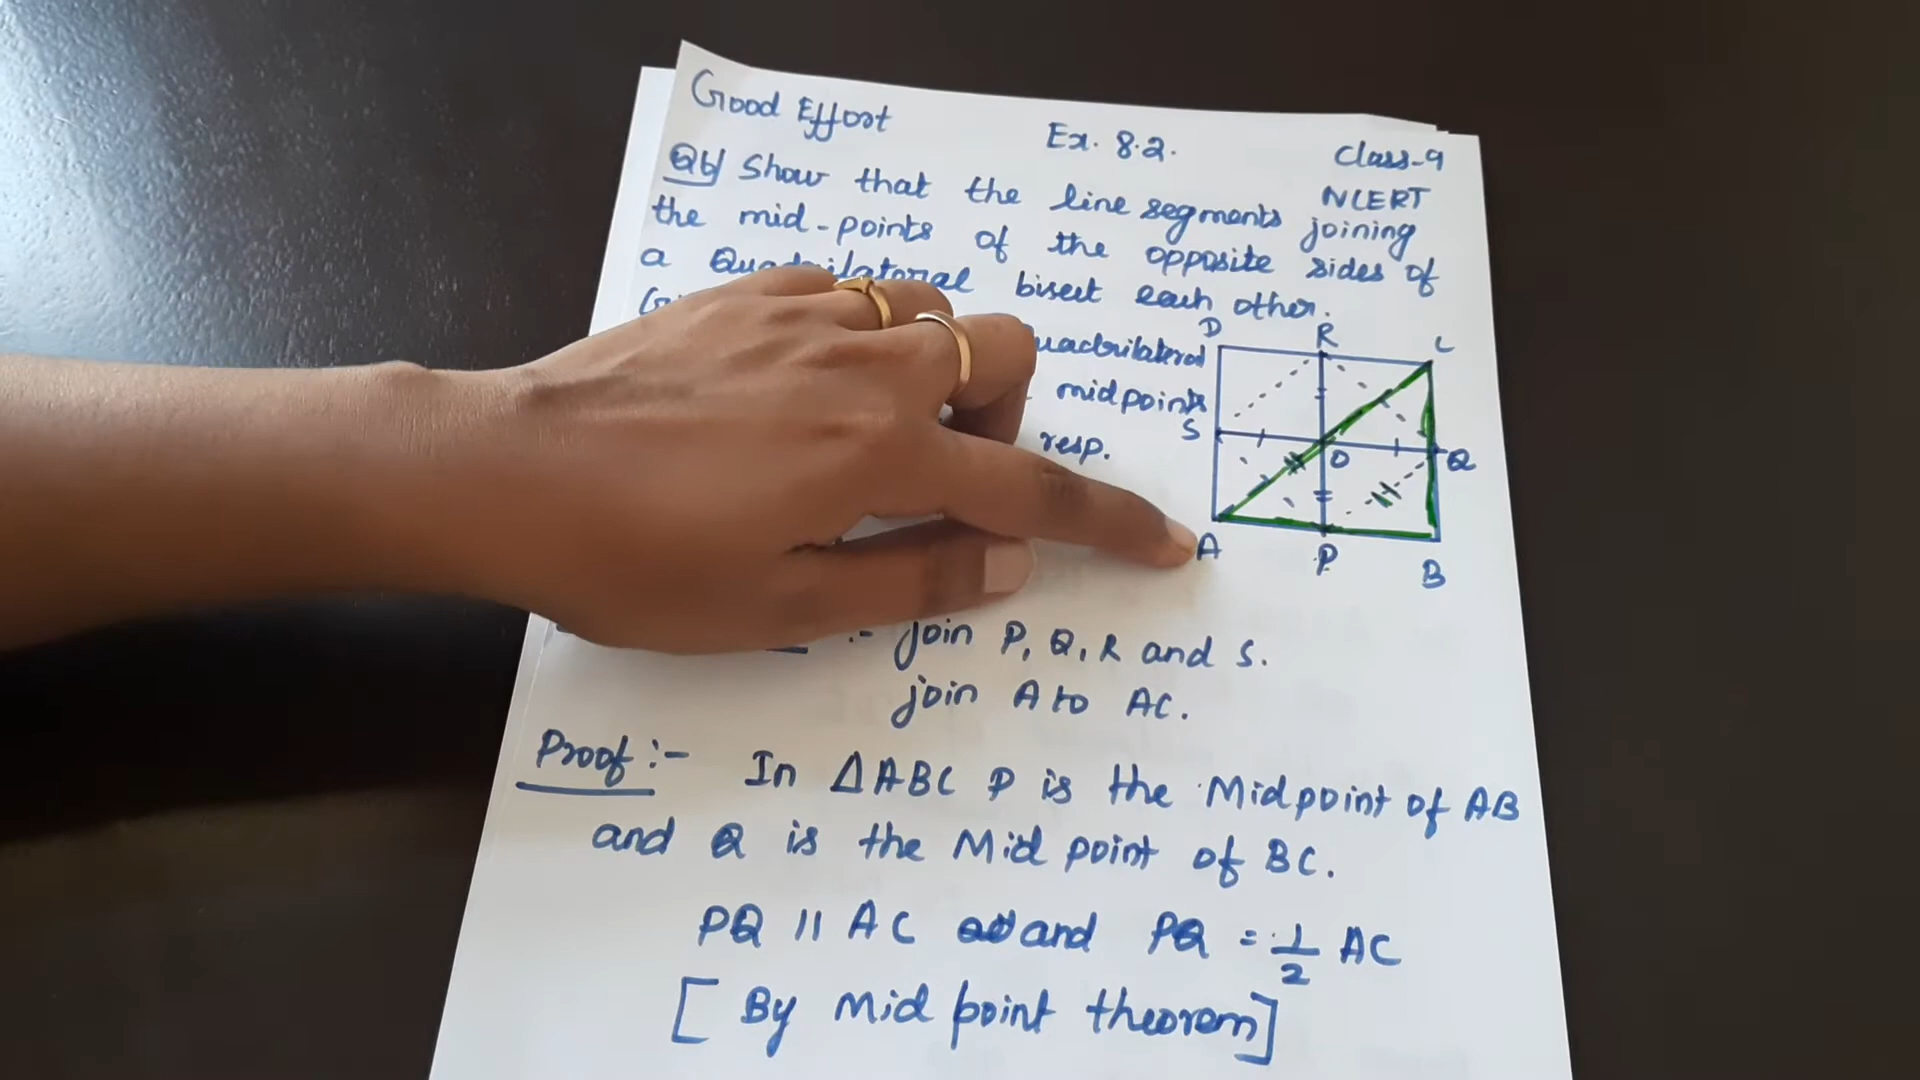 Good Effort
Ex. 8.2.
Class-9
NCERT
Q6) Show that the line segments joining
the mid-points of the opposite sides of
a Quadrilateral bisect each other.
midpoints
resp.
D R C
S O Q
A P B
:- join P, Q, R and S.
join A to AC.
Proof :- In ΔABC P is the Midpoint of AB
and Q is the Mid point of BC.
PQ || AC and PQ = 1/2 AC
[ By Mid point theorem]